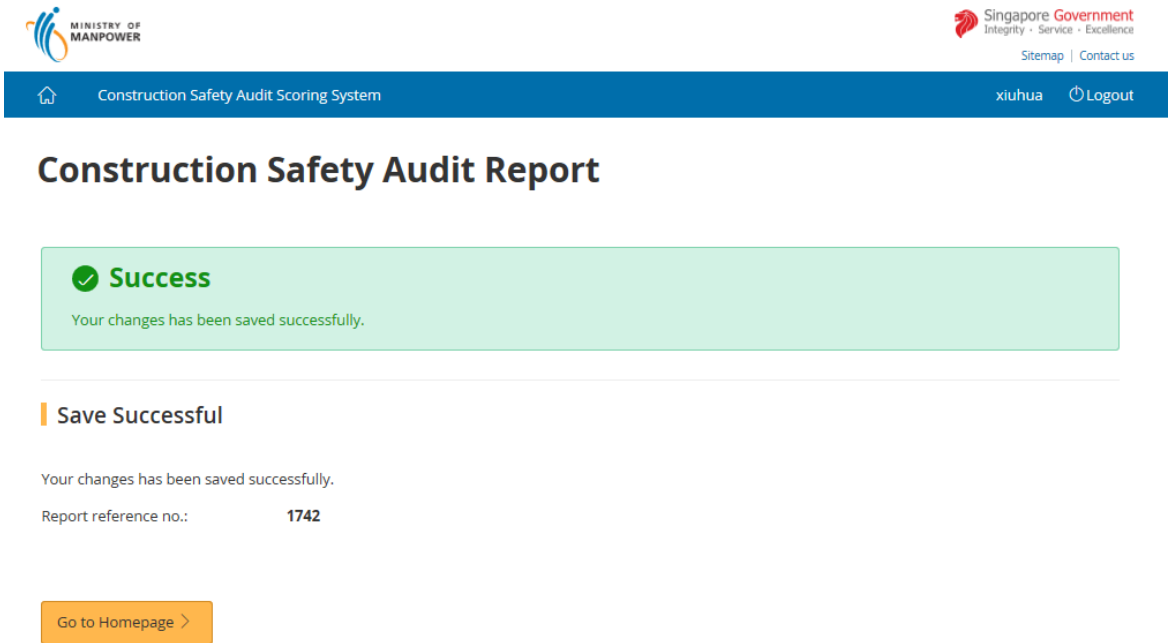 MINISTRY OF
MANPOWER
Singapore Government
Integrity · Service · Excellence
Sitemap | Contact us
Construction Safety Audit Scoring System
xiuhua Logout
Construction Safety Audit Report
Success
Your changes has been saved successfully.
Save Successful
Your changes has been saved successfully.
Report reference no.: 1742
Go to Homepage >